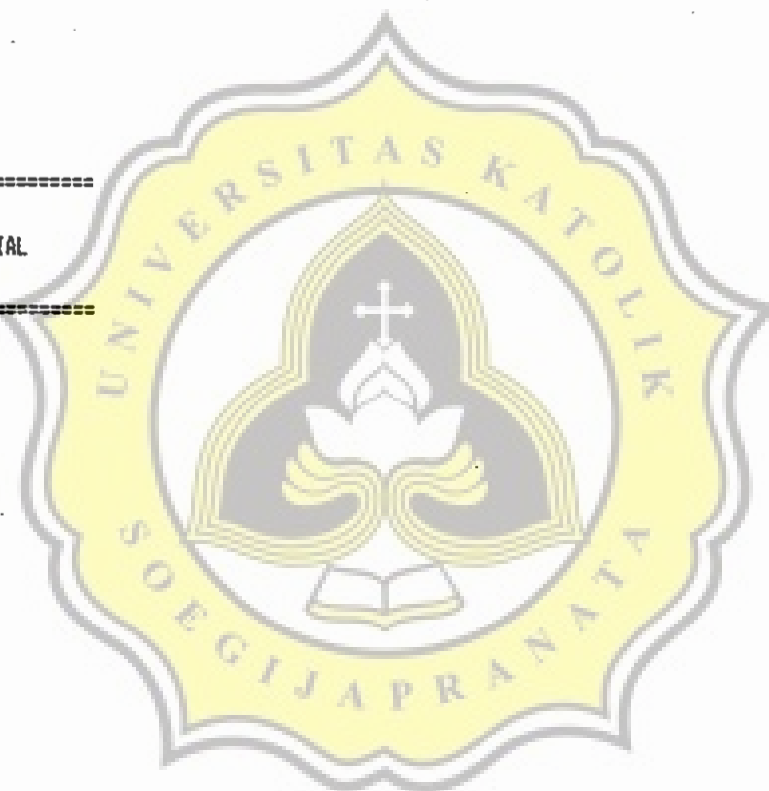 ==========
TAL
==========
UNIVERSITAS KATOLIK
SOEGIJAPRANATA